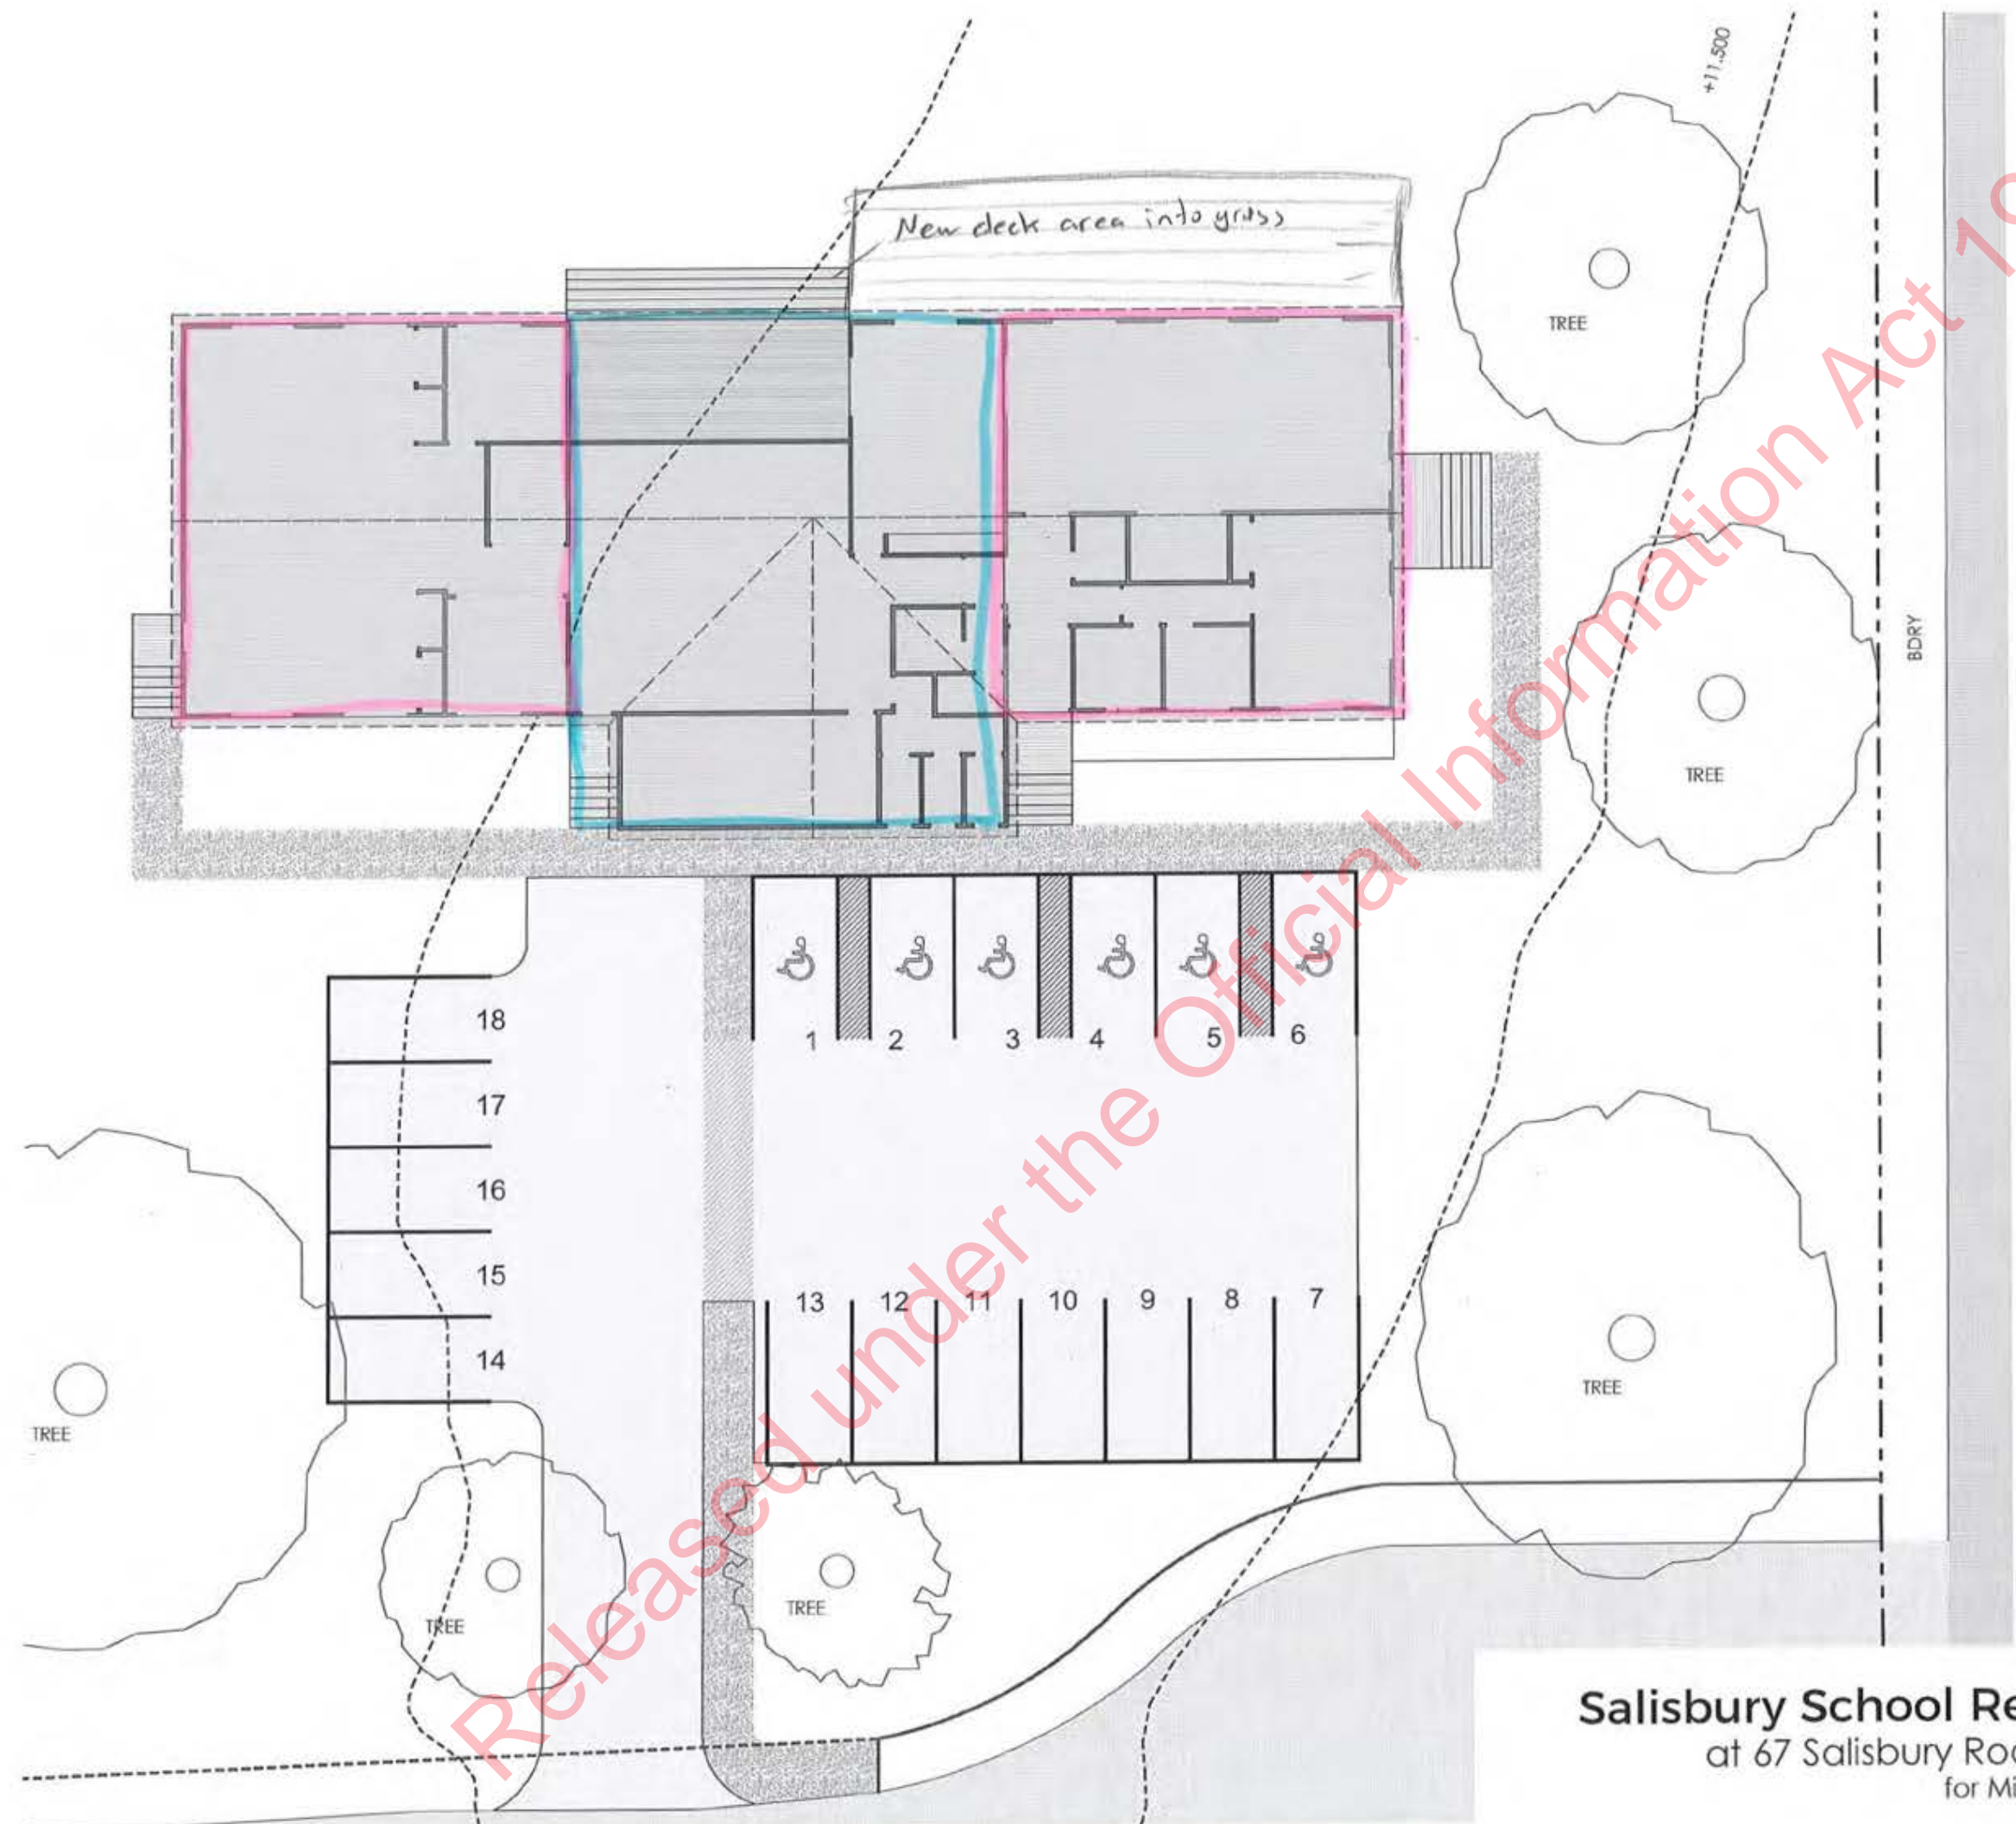 +11.500
New deck area into grass
TREE
BDRY
TREE
1 2 3 4 5 6
18
17
16
15
14
13 12 11 10 9 8 7
TREE
TREE
TREE
TREE
Released under the Official Information Act 19
Salisbury School Re
at 67 Salisbury Roa
for Mi